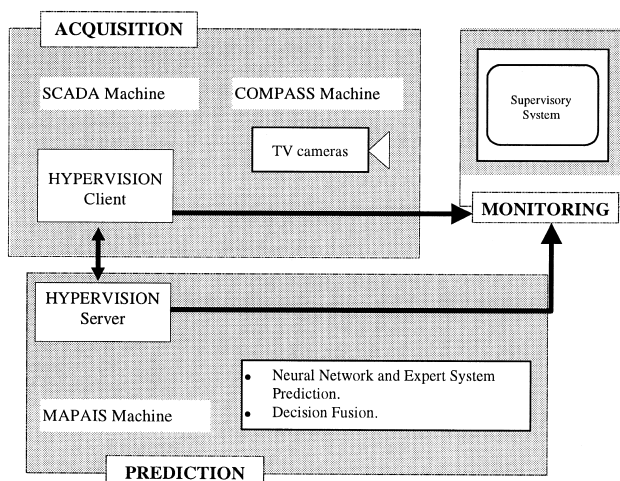 ACQUISITION
SCADA Machine
COMPASS Machine
TV cameras
HYPERVISION
Client
Supervisory
System
MONITORING
HYPERVISION
Server
MAPAIS Machine
• Neural Network and Expert System
Prediction.
• Decision Fusion.
PREDICTION